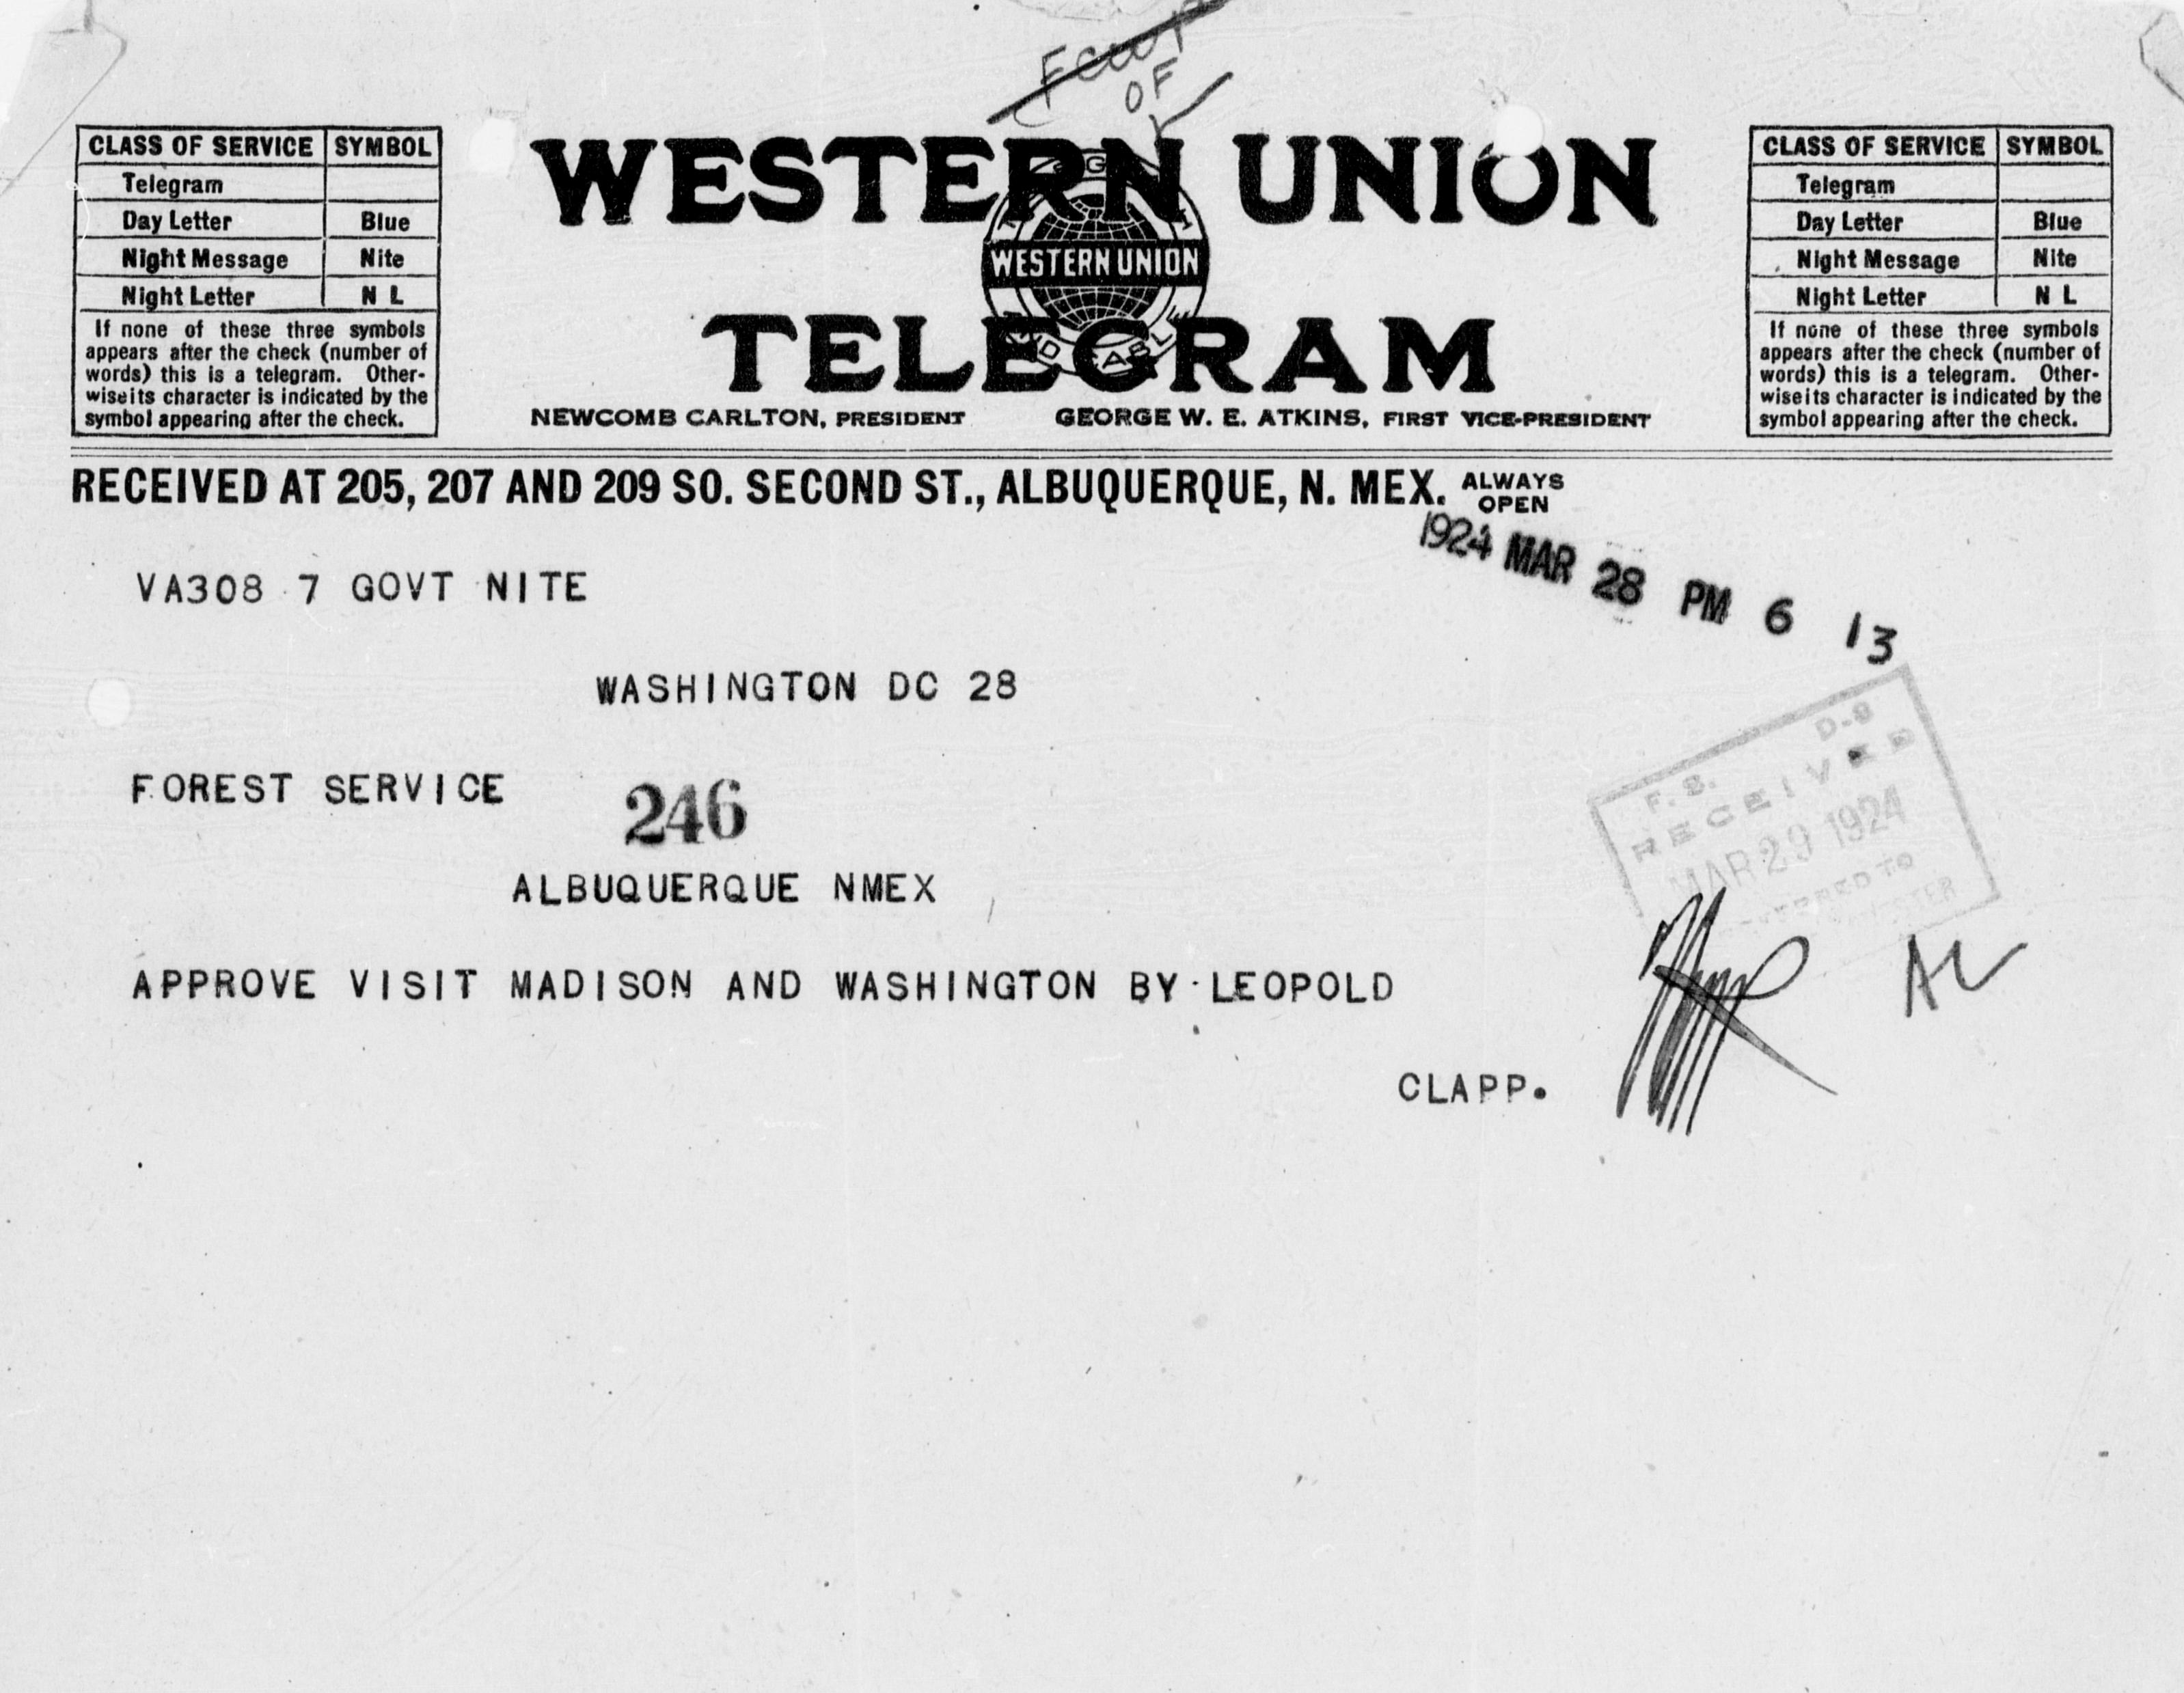 OF
CLASS OF SERVICE SYMBOL
Telegram
Day Letter Blue
Night Message Nite
Night Letter N L
If none of these three symbols
appears after the check (number of
words) this is a telegram. Other-
wise its character is indicated by the
symbol appearing after the check.
WESTERN UNION
WESTERN UNION
TELEGRAM
NEWCOMB CARLTON, PRESIDENT GEORGE W. E. ATKINS, FIRST VICE-PRESIDENT
CLASS OF SERVICE SYMBOL
Telegram
Day Letter Blue
Night Message Nite
Night Letter N L
If none of these three symbols
appears after the check (number of
words) this is a telegram. Other-
wise its character is indicated by the
symbol appearing after the check.
RECEIVED AT 205, 207 AND 209 SO. SECOND ST., ALBUQUERQUE, N. MEX. ALWAYS
OPEN
1924 MAR 28 PM 6 13
VA308 7 GOVT NITE
WASHINGTON DC 28
F. S. D-3
RECEIVED
MAR 29 1924
FOREST SERVICE
246
ALBUQUERQUE NMEX
APPROVE VISIT MADISON AND WASHINGTON BY LEOPOLD
AL
CLAPP.